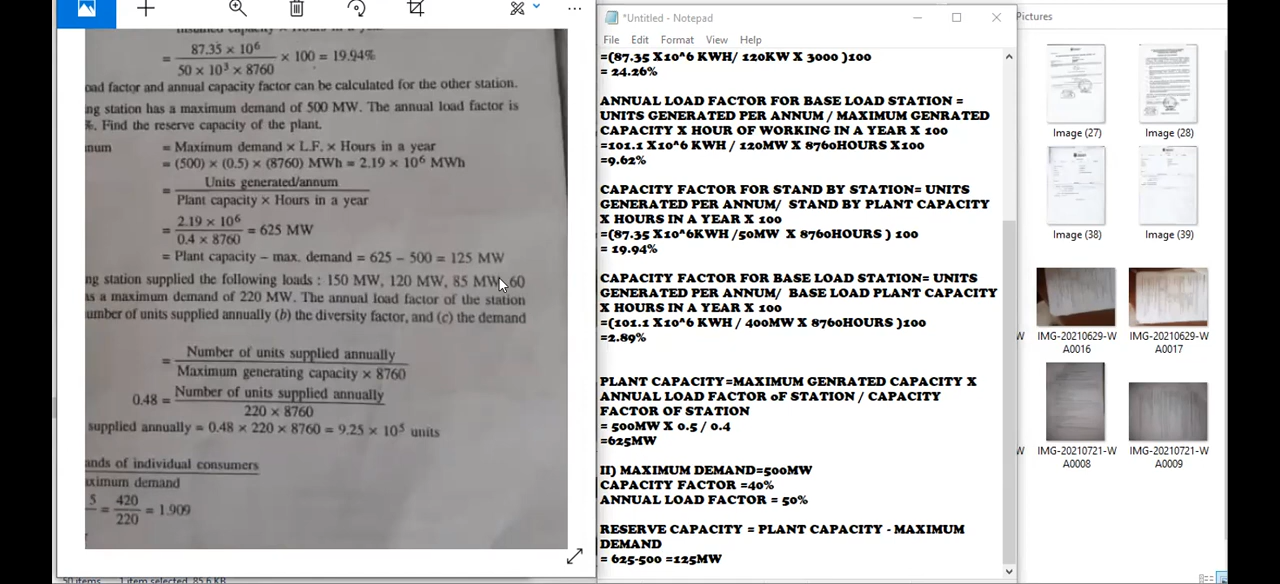 = 87.35 × 10⁶ / 50 × 10³ × 8760 × 100 = 19.94%
oad factor and annual capacity factor can be calculated for the other station.
ng station has a maximum demand of 500 MW. The annual load factor is
%. Find the reserve capacity of the plant.
num = Maximum demand × L.F. × Hours in a year
= (500) × (0.5) × (8760) MWh = 2.19 × 10⁶ MWh
= Units generated/annum
Plant capacity × Hours in a year
= 2.19 × 10⁶ / 0.4 × 8760 = 625 MW
= Plant capacity – max. demand = 625 – 500 = 125 MW
ng station supplied the following loads : 150 MW, 120 MW, 85 MW, 60
as a maximum demand of 220 MW. The annual load factor of the station
umber of units supplied annually (b) the diversity factor, and (c) the demand
= Number of units supplied annually
Maximum generating capacity × 8760
0.48 = Number of units supplied annually
220 × 8760
supplied annually = 0.48 × 220 × 8760 = 9.25 × 10⁵ units
ands of individual consumers
ximum demand
5 = 420 / 220 = 1.909
50 items 1 item selected 85.6 KB
*Untitled - Notepad
File Edit Format View Help
=(87.35 X10^6 KWH/ 120KW X 3000 )100
= 24.26%
ANNUAL LOAD FACTOR FOR BASE LOAD STATION =
UNITS GENERATED PER ANNUM / MAXIMUM GENRATED
CAPACITY X HOUR OF WORKING IN A YEAR X 100
=101.1 X10^6 KWH / 120MW X 8760HOURS X100
=9.62%
CAPACITY FACTOR FOR STAND BY STATION= UNITS
GENERATED PER ANNUM/ STAND BY PLANT CAPACITY
X HOURS IN A YEAR X 100
=(87.35 X10^6KWH /50MW X 8760HOURS ) 100
= 19.94%
CAPACITY FACTOR FOR BASE LOAD STATION= UNITS
GENERATED PER ANNUM/ BASE LOAD PLANT CAPACITY
X HOURS IN A YEAR X 100
=(101.1 X10^6 KWH / 400MW X 8760HOURS )100
=2.89%
PLANT CAPACITY=MAXIMUM GENRATED CAPACITY X
ANNUAL LOAD FACTOR oF STATION / CAPACITY
FACTOR OF STATION
= 500MW X 0.5 / 0.4
=625MW
II) MAXIMUM DEMAND=500MW
CAPACITY FACTOR =40%
ANNUAL LOAD FACTOR = 50%
RESERVE CAPACITY = PLANT CAPACITY - MAXIMUM
DEMAND
= 625-500 =125MW
Pictures
Image (27)
Image (28)
Image (38)
Image (39)
W
IMG-20210629-W
A0016
IMG-20210629-W
A0017
W
IMG-20210721-W
A0008
IMG-20210721-W
A0009